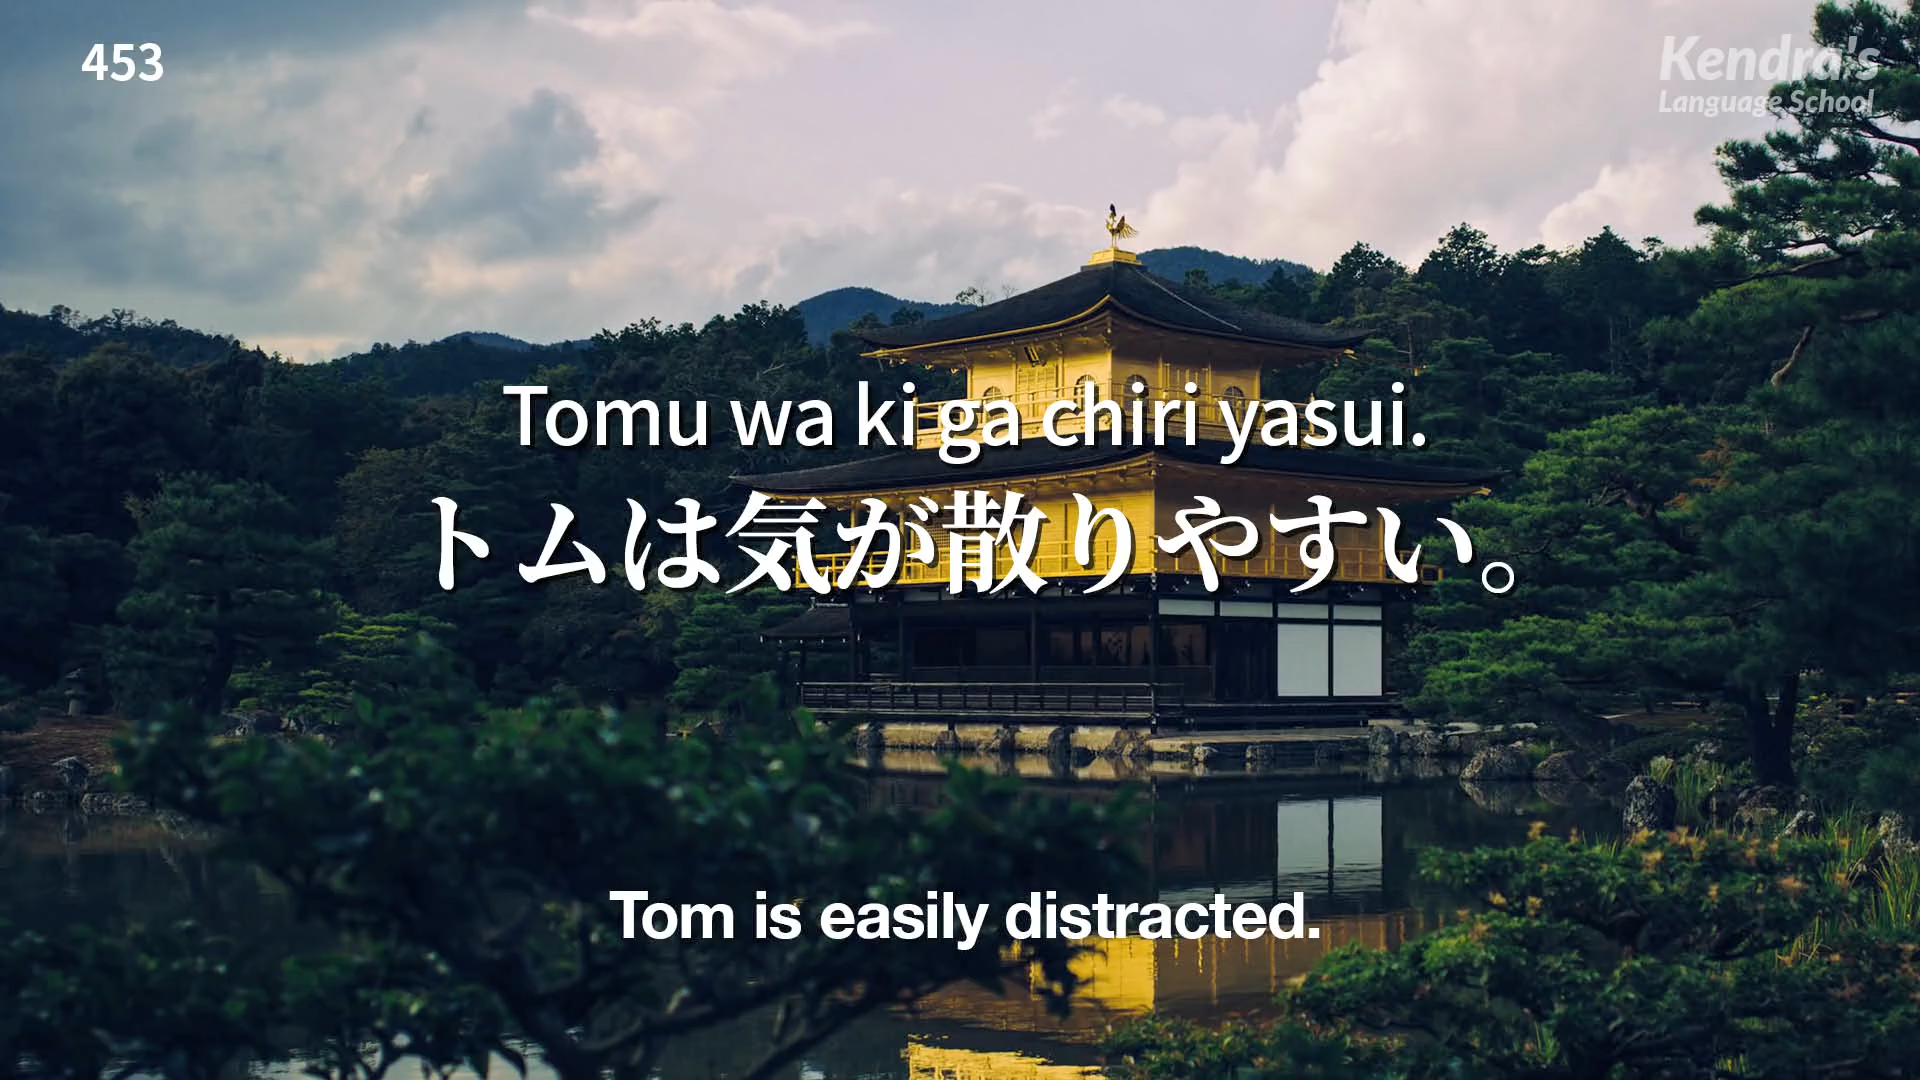 453
Kendra's
Language School
Tomu wa ki ga chiri yasui.
トムは気が散りやすい。
Tom is easily distracted.